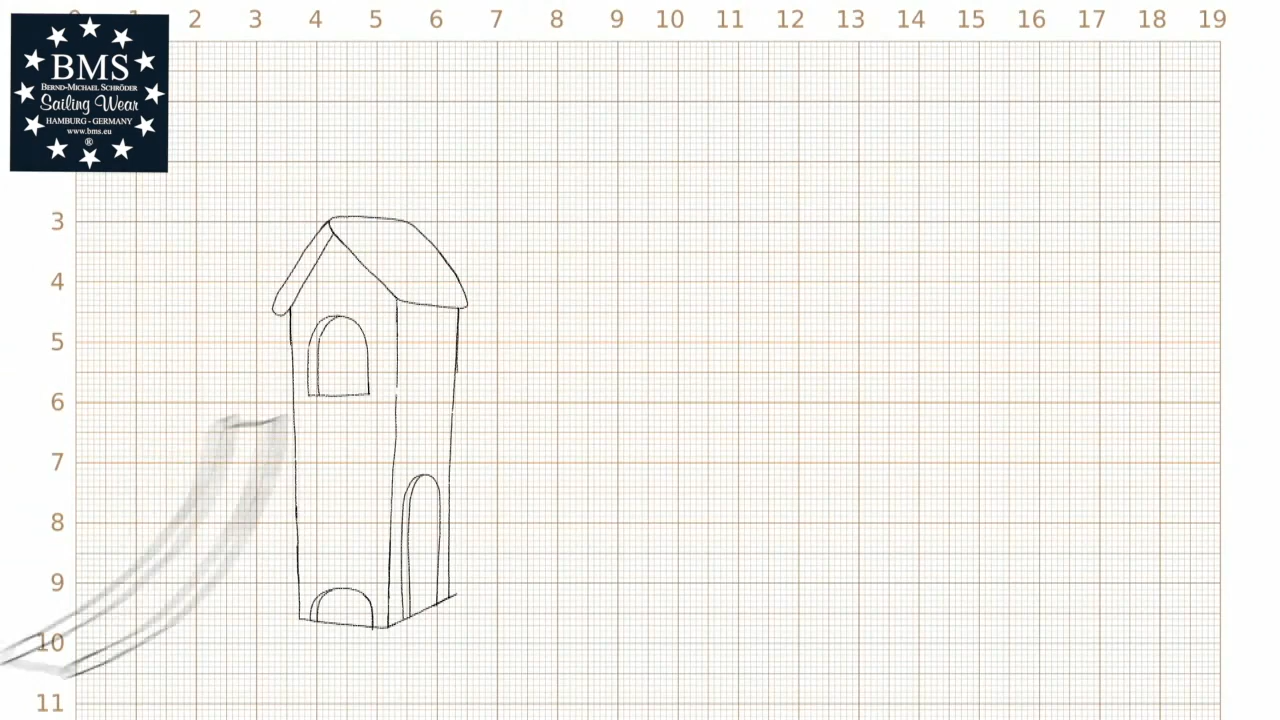 0 2 3 4 5 6 7 8 9 10 11 12 13 14 15 16 17 18 19
BMS
BERND-MICHAEL SCHRÖDER
Sailing Wear
HAMBURG - GERMANY
www.bms.eu
®
3
4
5
6
7
8
9
10
11